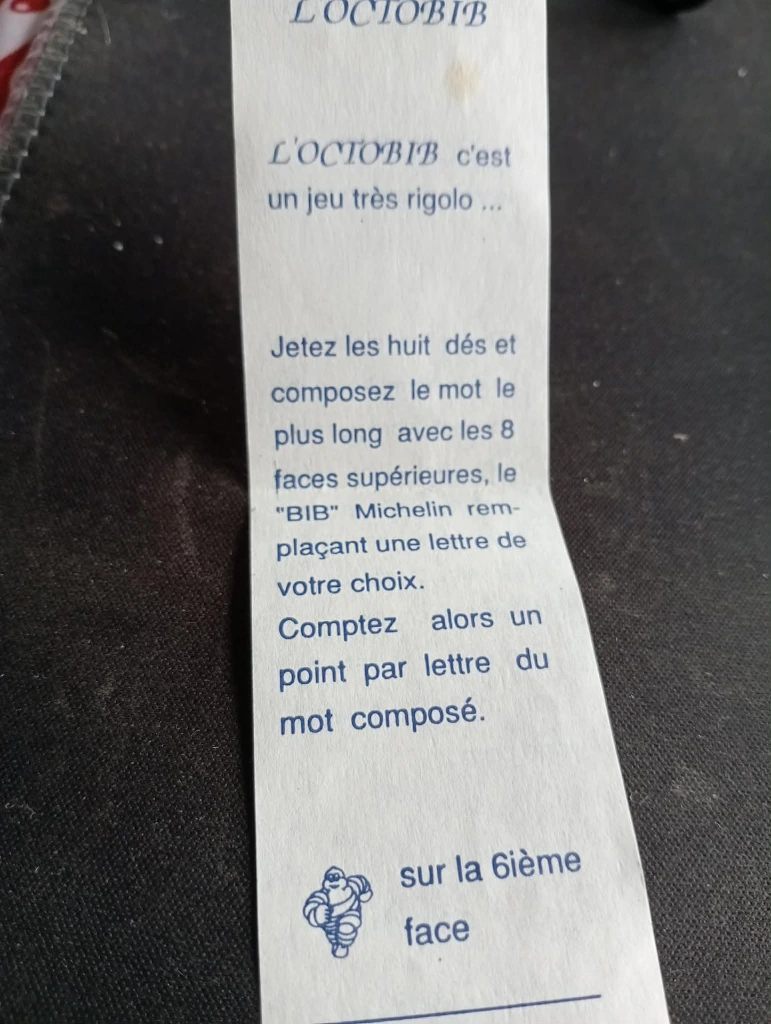 L'OCTOBIB
L'OCTOBIB c'est
un jeu très rigolo ...
Jetez les huit dés et
composez le mot le
plus long avec les 8
faces supérieures, le
"BIB" Michelin rem-
plaçant une lettre de
votre choix.
Comptez alors un
point par lettre du
mot composé.
sur la 6ième
face